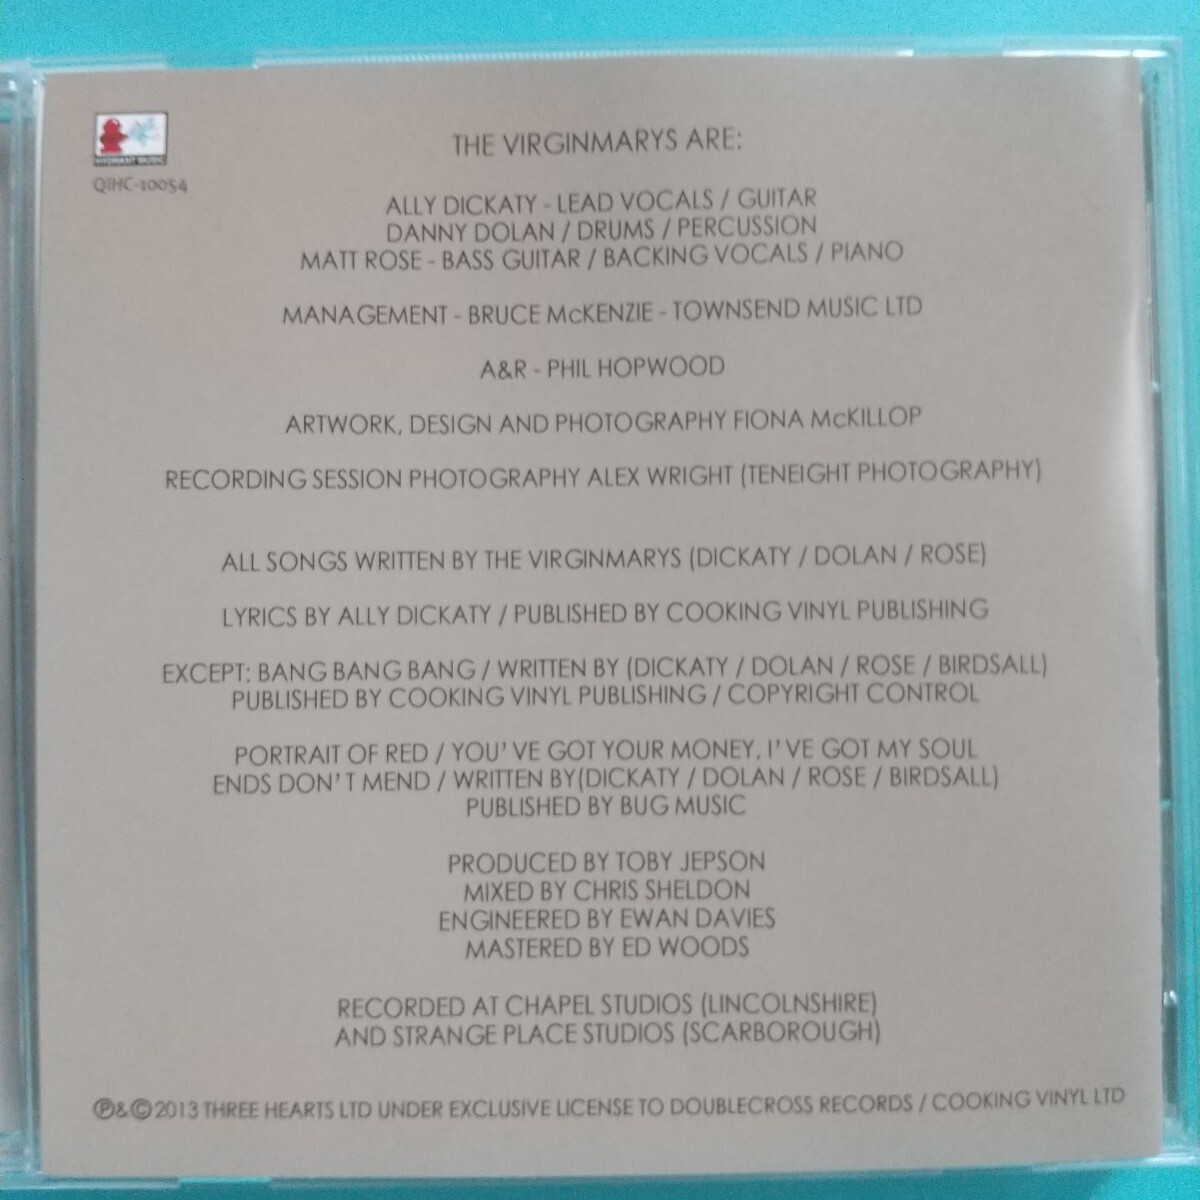 HYDRANT MUSIC
QIHC-10054
THE VIRGINMARYS ARE:
ALLY DICKATY - LEAD VOCALS / GUITAR
DANNY DOLAN / DRUMS / PERCUSSION
MATT ROSE - BASS GUITAR / BACKING VOCALS / PIANO
MANAGEMENT - BRUCE McKENZIE - TOWNSEND MUSIC LTD
A&R - PHIL HOPWOOD
ARTWORK, DESIGN AND PHOTOGRAPHY FIONA McKILLOP
RECORDING SESSION PHOTOGRAPHY ALEX WRIGHT (TENEIGHT PHOTOGRAPHY)
ALL SONGS WRITTEN BY THE VIRGINMARYS (DICKATY / DOLAN / ROSE)
LYRICS BY ALLY DICKATY / PUBLISHED BY COOKING VINYL PUBLISHING
EXCEPT: BANG BANG BANG / WRITTEN BY (DICKATY / DOLAN / ROSE / BIRDSALL)
PUBLISHED BY COOKING VINYL PUBLISHING / COPYRIGHT CONTROL
PORTRAIT OF RED / YOU'VE GOT YOUR MONEY, I'VE GOT MY SOUL
ENDS DON'T MEND / WRITTEN BY(DICKATY / DOLAN / ROSE / BIRDSALL)
PUBLISHED BY BUG MUSIC
PRODUCED BY TOBY JEPSON
MIXED BY CHRIS SHELDON
ENGINEERED BY EWAN DAVIES
MASTERED BY ED WOODS
RECORDED AT CHAPEL STUDIOS (LINCOLNSHIRE)
AND STRANGE PLACE STUDIOS (SCARBOROUGH)
℗&©2013 THREE HEARTS LTD UNDER EXCLUSIVE LICENSE TO DOUBLECROSS RECORDS / COOKING VINYL LTD